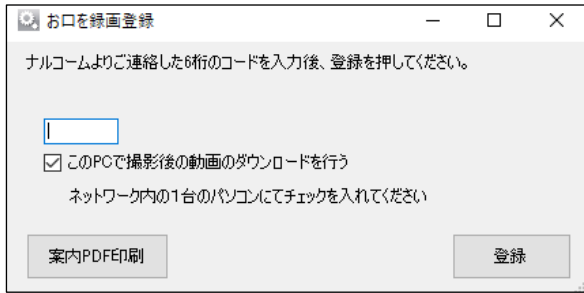 お口を録画登録
ナルコームよりご連絡した6桁のコードを入力後、登録を押してください。
このPCで撮影後の動画のダウンロードを行う
ネットワーク内の1台のパソコンにてチェックを入れてください
案内PDF印刷
登録